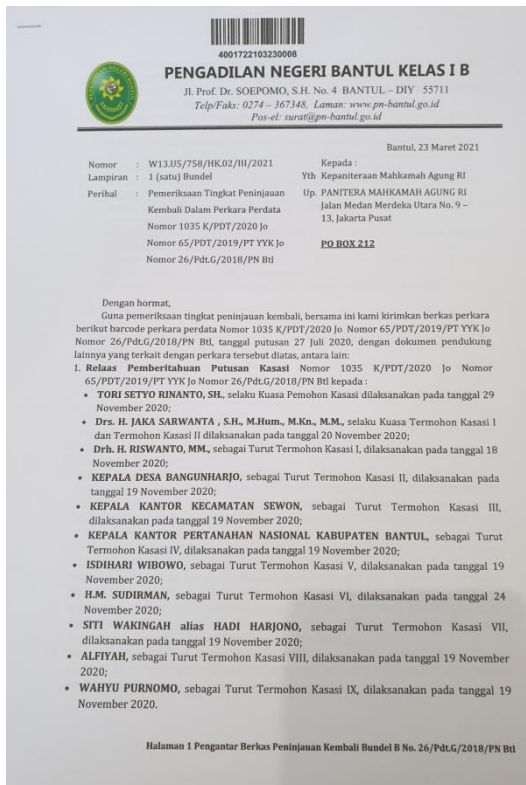 4001722103230008
PENGADILAN NEGERI BANTUL KELAS I B
Jl. Prof. Dr. SOEPOMO, S.H. No. 4 BANTUL – DIY 55711
Telp/Faks: 0274 – 367348, Laman: www.pn-bantul.go.id
Pos-el: surat@pn-bantul.go.id
Bantul, 23 Maret 2021
Nomor : W13.U5/758/HK.02/III/2021
Lampiran : 1 (satu) Bundel
Perihal : Pemeriksaan Tingkat Peninjauan
Kembali Dalam Perkara Perdata
Nomor 1035 K/PDT/2020 Jo
Nomor 65/PDT/2019/PT YYK Jo
Nomor 26/Pdt.G/2018/PN Btl
Kepada :
Yth Kepaniteraan Mahkamah Agung RI
Up. PANITERA MAHKAMAH AGUNG RI
Jalan Medan Merdeka Utara No. 9 –
13, Jakarta Pusat
PO BOX 212
Dengan hormat,
Guna pemeriksaan tingkat peninjauan kembali, bersama ini kami kirimkan berkas perkara
berikut barcode perkara perdata Nomor 1035 K/PDT/2020 Jo Nomor 65/PDT/2019/PT YYK Jo
Nomor 26/Pdt.G/2018/PN Btl, tanggal putusan 27 Juli 2020, dengan dokumen pendukung
lainnya yang terkait dengan perkara tersebut diatas, antara lain:
1. Relaas Pemberitahuan Putusan Kasasi Nomor 1035 K/PDT/2020 Jo Nomor
65/PDT/2019/PT YYK Jo Nomor 26/Pdt.G/2018/PN Btl kepada :
• TORI SETYO RINANTO, SH., selaku Kuasa Pemohon Kasasi dilaksanakan pada tanggal 29
November 2020;
• Drs. H. JAKA SARWANTA , S.H., M.Hum., M.Kn., M.M., selaku Kuasa Termohon Kasasi I
dan Termohon Kasasi II dilaksanakan pada tanggal 20 November 2020;
• Drh. H. RISWANTO, MM., sebagai Turut Termohon Kasasi I, dilaksanakan pada tanggal 18
November 2020;
• KEPALA DESA BANGUNHARJO, sebagai Turut Termohon Kasasi II, dilaksanakan pada
tanggal 19 November 2020;
• KEPALA KANTOR KECAMATAN SEWON, sebagai Turut Termohon Kasasi III,
dilaksanakan pada tanggal 19 November 2020;
• KEPALA KANTOR PERTANAHAN NASIONAL KABUPATEN BANTUL, sebagai Turut
Termohon Kasasi IV, dilaksanakan pada tanggal 19 November 2020;
• ISDIHARI WIBOWO, sebagai Turut Termohon Kasasi V, dilaksanakan pada tanggal 19
November 2020;
• H.M. SUDIRMAN, sebagai Turut Termohon Kasasi VI, dilaksanakan pada tanggal 24
November 2020;
• SITI WAKINGAH alias HADI HARJONO, sebagai Turut Termohon Kasasi VII,
dilaksanakan pada tanggal 19 November 2020;
• ALFIYAH, sebagai Turut Termohon Kasasi VIII, dilaksanakan pada tanggal 19 November
2020;
• WAHYU PURNOMO, sebagai Turut Termohon Kasasi IX, dilaksanakan pada tanggal 19
November 2020.
Halaman 1 Pengantar Berkas Peninjauan Kembali Bundel B No. 26/Pdt.G/2018/PN Btl